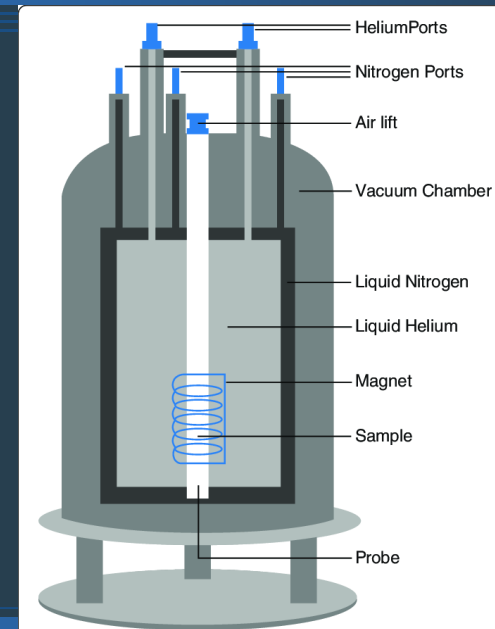 HeliumPorts
Nitrogen Ports
Air lift
Vacuum Chamber
Liquid Nitrogen
Liquid Helium
Magnet
Sample
Probe